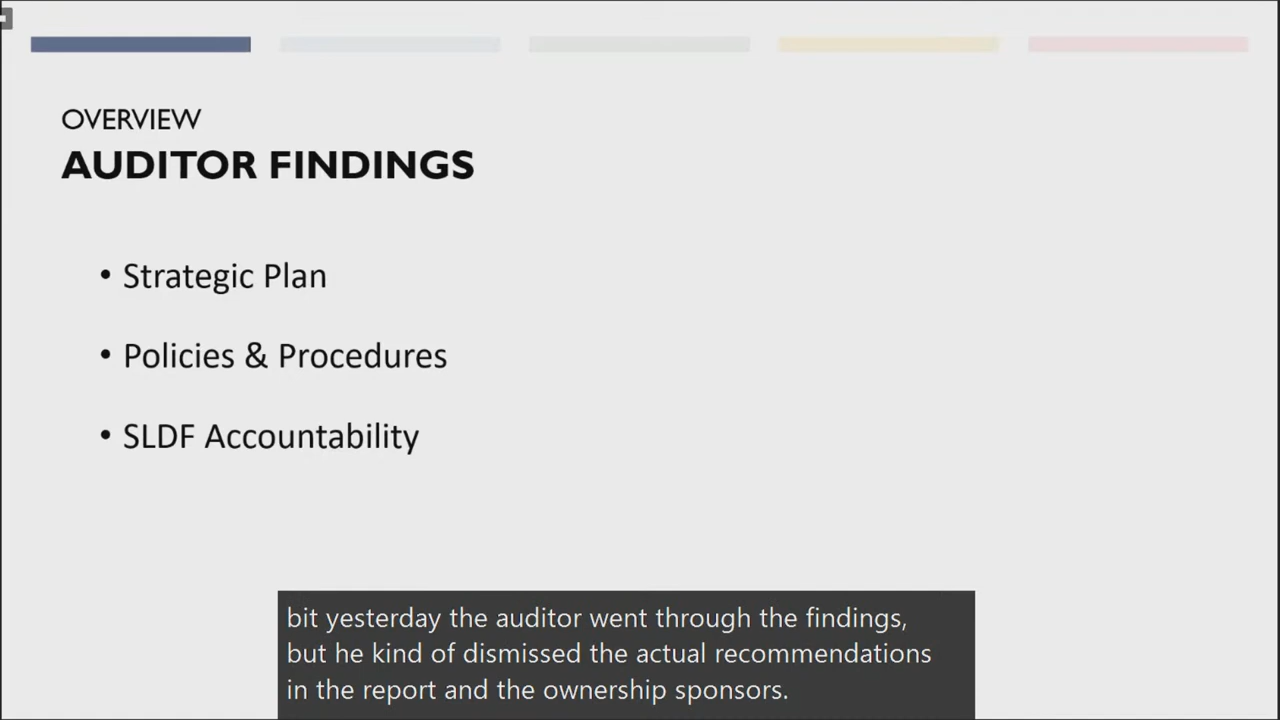 OVERVIEW
AUDITOR FINDINGS
• Strategic Plan
• Policies & Procedures
• SLDF Accountability
bit yesterday the auditor went through the findings,
but he kind of dismissed the actual recommendations
in the report and the ownership sponsors.